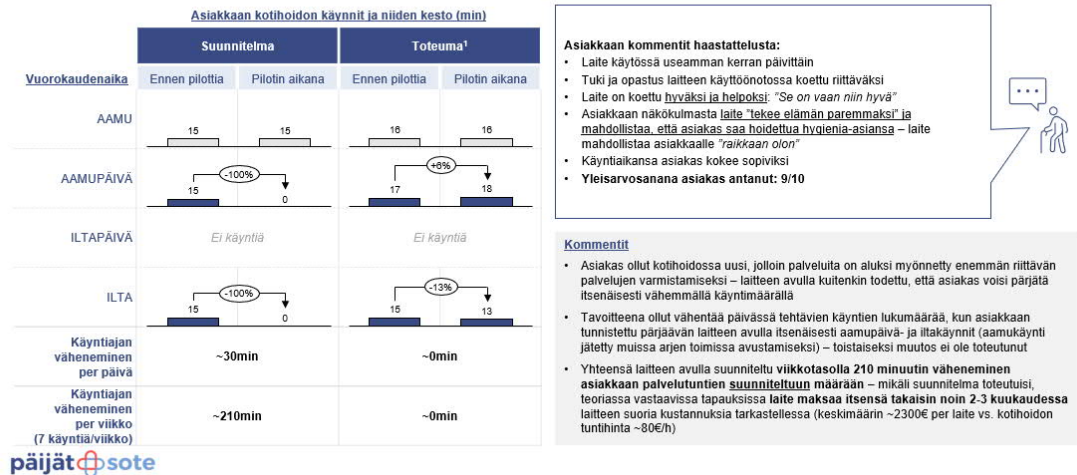 Asiakkaan kotihoidon käynnit ja niiden kesto (min)
Suunnitelma
Toteuma¹
Vuorokaudenaika
Ennen pilottia
Pilotin aikana
Ennen pilottia
Pilotin aikana
AAMU
15
15
16
16
AAMUPÄIVÄ
-100%
15
0
+6%
17
18
ILTAPÄIVÄ
Ei käyntiä
Ei käyntiä
ILTA
-100%
15
0
-13%
15
13
Käyntiajan
väheneminen
per päivä
~30min
~0min
Käyntiajan
väheneminen
per viikko
(7 käyntiä/viikko)
~210min
~0min
päijät sote
Asiakkaan kommentit haastattelusta:
• Laite käytössä useamman kerran päivittäin
• Tuki ja opastus laitteen käyttöönotossa koettu riittäväksi
• Laite on koettu hyväksi ja helpoksi: "Se on vaan niin hyvä"
• Asiakkaan näkökulmasta laite "tekee elämän paremmaksi" ja
mahdollistaa, että asiakas saa hoidettua hygienia-asiansa – laite
mahdollistaa asiakkaalle "raikkaan olon"
• Käyntiaikansa asiakas kokee sopiviksi
• Yleisarvosanana asiakas antanut: 9/10
Kommentit
• Asiakas ollut kotihoidossa uusi, jolloin palveluita on aluksi myönnetty enemmän riittävän
palvelujen varmistamiseksi – laitteen avulla kuitenkin todettu, että asiakas voisi pärjätä
itsenäisesti vähemmällä käyntimäärällä
• Tavoitteena ollut vähentää päivässä tehtävien käyntien lukumäärää, kun asiakkaan
tunnistettu pärjäävän laitteen avulla itsenäisesti aamupäivä- ja iltakäynnit (aamukäynti
jätetty muissa arjen toimissa avustamiseksi) – toistaiseksi muutos ei ole toteutunut
• Yhteensä laitteen avulla suunniteltu viikkotasolla 210 minuutin väheneminen
asiakkaan palvelutuntien suunniteltuun määrään – mikäli suunnitelma toteutuisi,
teoriassa vastaavissa tapauksissa laite maksaa itsensä takaisin noin 2-3 kuukaudessa
laitteen suoria kustannuksia tarkastellessa (keskimäärin ~2300€ per laite vs. kotihoidon
tuntihinta ~80€/h)